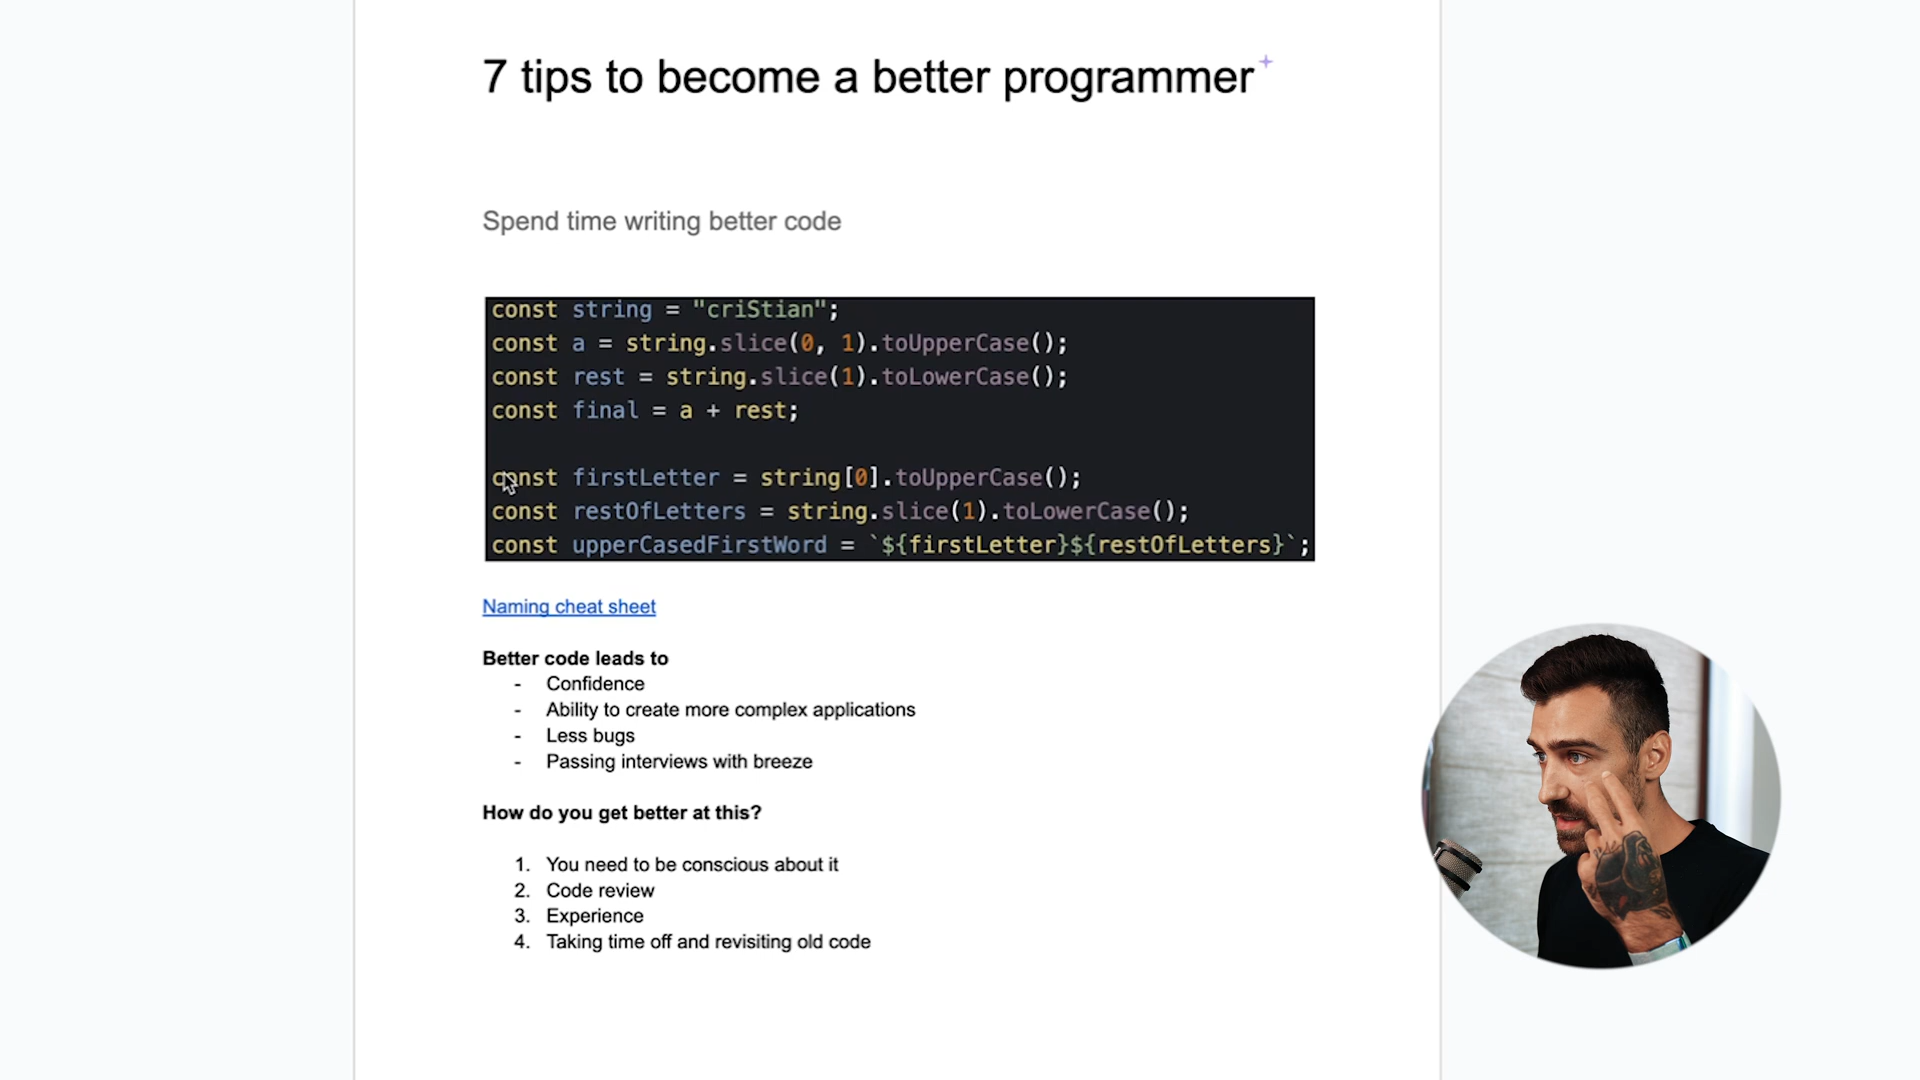 7 tips to become a better programmer
Spend time writing better code
const string = "criStian";
const a = string.slice(0, 1).toUpperCase();
const rest = string.slice(1).toLowerCase();
const final = a + rest;
const firstLetter = string[0].toUpperCase();
const restOfLetters = string.slice(1).toLowerCase();
const upperCasedFirstWord = `${firstLetter}${restOfLetters}`;
Naming cheat sheet
Better code leads to
- Confidence
- Ability to create more complex applications
- Less bugs
- Passing interviews with breeze
How do you get better at this?
1. You need to be conscious about it
2. Code review
3. Experience
4. Taking time off and revisiting old code